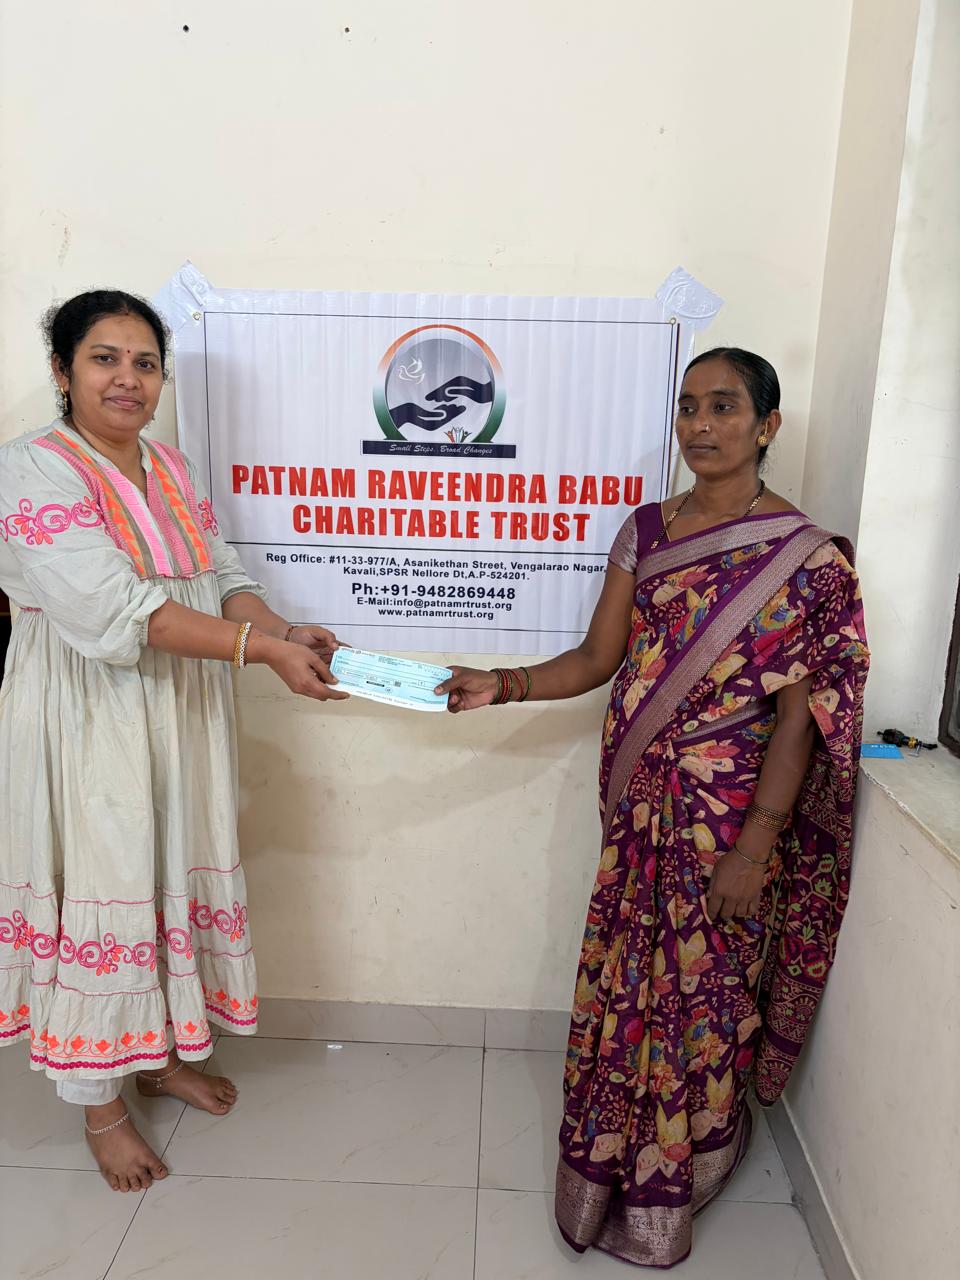 Small Steps. Broad Changes
PATNAM RAVEENDRA BABU
CHARITABLE TRUST
Reg Office: #11-33-977/A, Asanikethan Street, Vengalarao Nagar,
Kavali,SPSR Nellore Dt,A.P-524201.
Ph:+91-9482869448
E-Mail:info@patnamrtrust.org
www.patnamrtrust.org